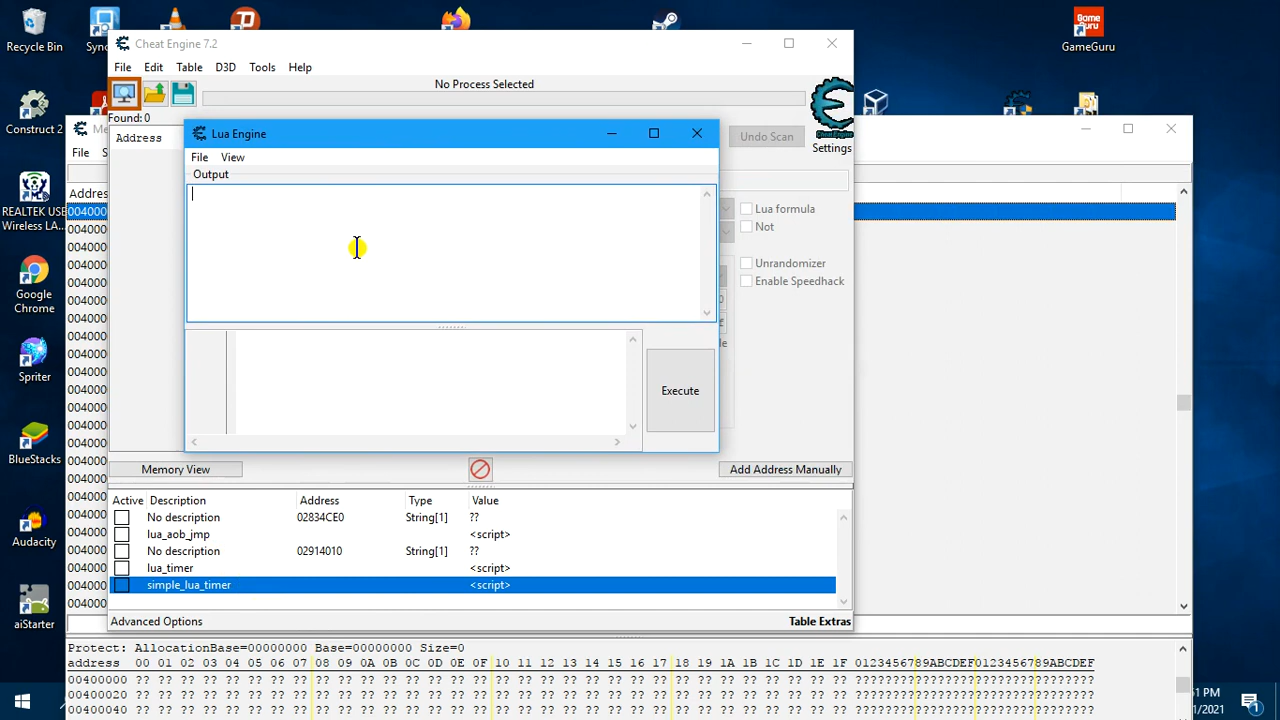 Recycle Bin
Sync
GameGuru
Construct 2
REALTEK USB
Wireless LA...
Google
Chrome
Spriter
BlueStacks
Audacity
aiStarter
Cheat Engine 7.2
File Edit Table D3D Tools Help
No Process Selected
Found: 0
Address
Undo Scan
Cheat Engine
Settings
Lua formula
Not
Unrandomizer
Enable Speedhack
Lua Engine
File View
Output
Execute
Memory View
Add Address Manually
Active Description Address Type Value
No description 02834CE0 String[1] ??
lua_aob_jmp <script>
No description 02914010 String[1] ??
lua_timer <script>
simple_lua_timer <script>
Advanced Options
Table Extras
File
Address
Protect: AllocationBase=00000000 Base=00000000 Size=0
address 00 01 02 03 04 05 06 07 08 09 0A 0B 0C 0D 0E 0F 10 11 12 13 14 15 16 17 18 19 1A 1B 1C 1D 1E 1F 0123456789ABCDEF0123456789ABCDEF
00400000 ?? ?? ?? ?? ?? ?? ?? ?? ?? ?? ?? ?? ?? ?? ?? ?? ?? ?? ?? ?? ?? ?? ?? ?? ?? ?? ?? ?? ?? ?? ?? ?? ????????????????????????????????
00400020 ?? ?? ?? ?? ?? ?? ?? ?? ?? ?? ?? ?? ?? ?? ?? ?? ?? ?? ?? ?? ?? ?? ?? ?? ?? ?? ?? ?? ?? ?? ?? ?? ????????????????????????????????
00400040 ?? ?? ?? ?? ?? ?? ?? ?? ?? ?? ?? ?? ?? ?? ?? ?? ?? ?? ?? ?? ?? ?? ?? ?? ?? ?? ?? ?? ?? ?? ?? ?? ????????????????????????????????
51 PM
1/2021